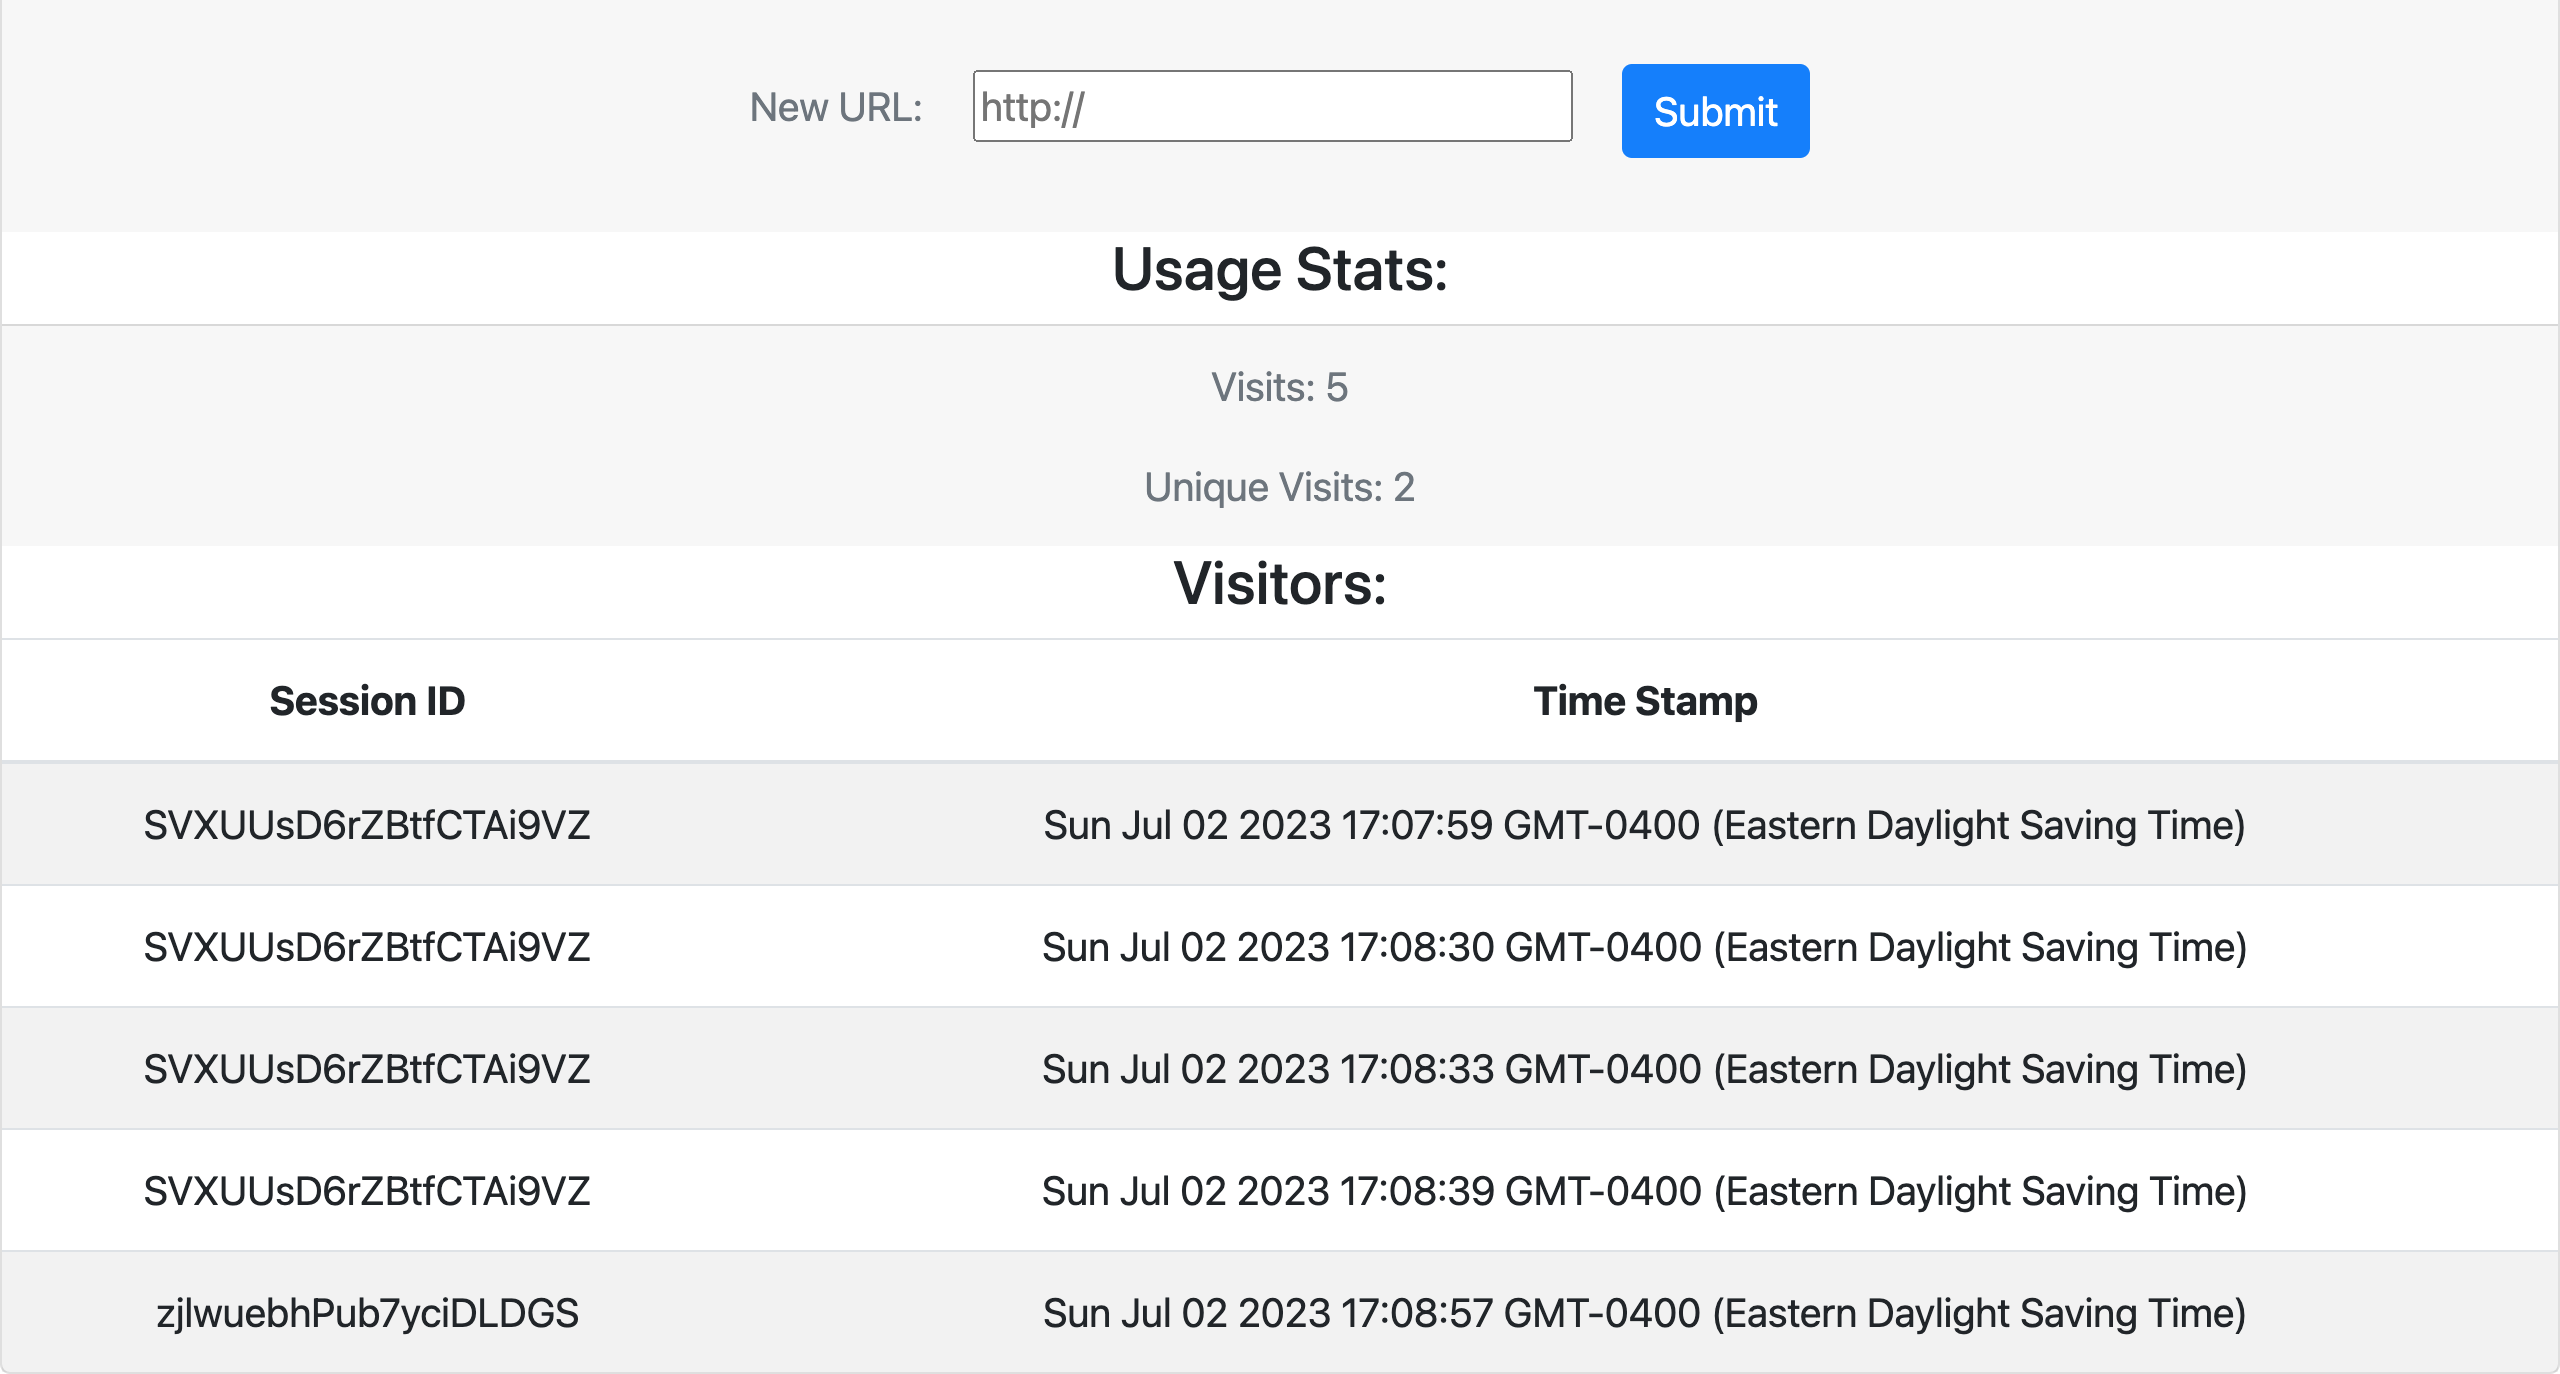 New URL: http:// Submit
Usage Stats:
Visits: 5
Unique Visits: 2
Visitors:
Session ID Time Stamp
SVXUUsD6rZBtfCTAi9VZ Sun Jul 02 2023 17:07:59 GMT-0400 (Eastern Daylight Saving Time)
SVXUUsD6rZBtfCTAi9VZ Sun Jul 02 2023 17:08:30 GMT-0400 (Eastern Daylight Saving Time)
SVXUUsD6rZBtfCTAi9VZ Sun Jul 02 2023 17:08:33 GMT-0400 (Eastern Daylight Saving Time)
SVXUUsD6rZBtfCTAi9VZ Sun Jul 02 2023 17:08:39 GMT-0400 (Eastern Daylight Saving Time)
zjlwuebhPub7yciDLDGS Sun Jul 02 2023 17:08:57 GMT-0400 (Eastern Daylight Saving Time)